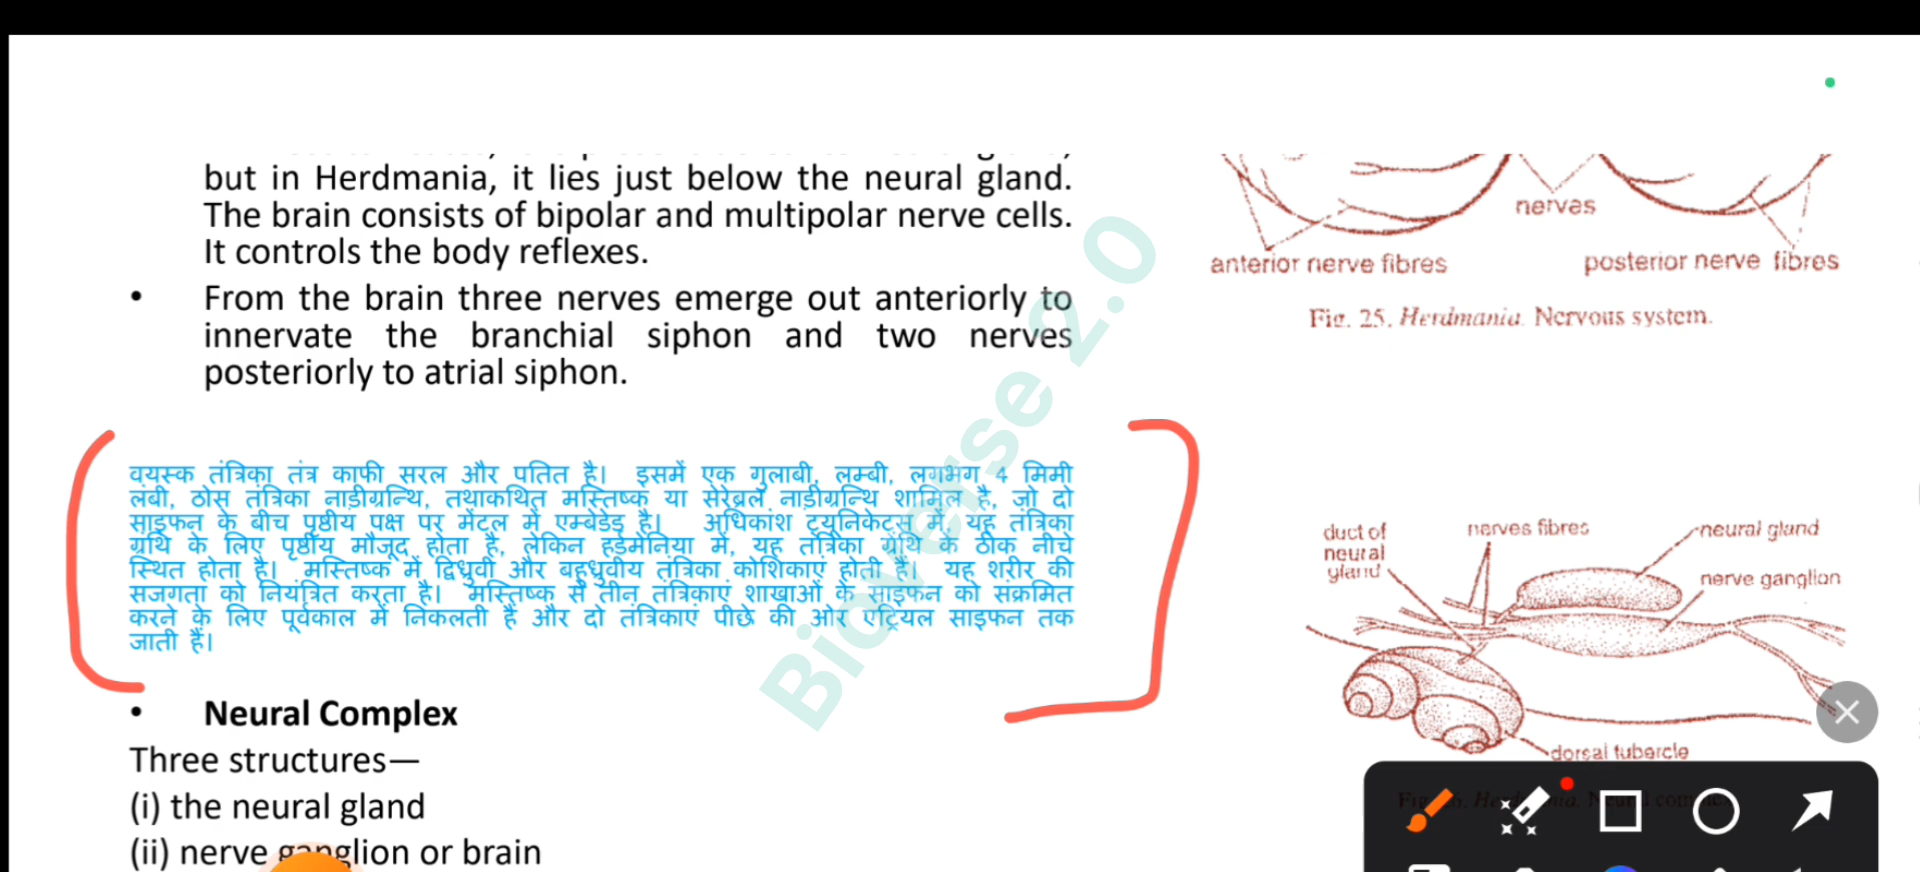 but in Herdmania, it lies just below the neural gland.
The brain consists of bipolar and multipolar nerve cells.
It controls the body reflexes.
• From the brain three nerves emerge out anteriorly to
innervate the branchial siphon and two nerves
posteriorly to atrial siphon.
वयस्क तंत्रिका तंत्र काफी सरल और पतित है। इसमें एक गुलाबी, लम्बी, लगभग 4 मिमी
लंबी, ठोस तंत्रिका नाड़ीग्रन्थि, तथाकथित मस्तिष्क या सेरेब्रल नाड़ीग्रन्थि शामिल है, जो दो
साइफन के बीच पृष्ठीय पक्ष पर मेंटल में एम्बेडेड है। अधिकांश ट्यूनिकेट्स में, यह तंत्रिका
ग्रंथि के लिए पृष्ठीय मौजूद होता है, लेकिन हर्डमेनिया में, यह तंत्रिका ग्रंथि के ठीक नीचे
स्थित होता है। मस्तिष्क में द्विध्रुवी और बहुध्रुवीय तंत्रिका कोशिकाएं होती हैं। यह शरीर की
सजगता को नियंत्रित करता है। मस्तिष्क से तीन तंत्रिकाएं शाखाओं के साइफन को संक्रमित
करने के लिए पूर्वकाल में निकलती हैं और दो तंत्रिकाएं पीछे की ओर एट्रियल साइफन तक
जाती हैं।
• Neural Complex
Three structures—
(i) the neural gland
(ii) nerve ganglion or brain
nerves
anterior nerve fibres
posterior nerve fibres
Fig. 25. Herdmania. Nervous system.
duct of
neural
gland
nerves fibres
neural gland
nerve ganglion
dorsal tubercle
Bioverse 2.0